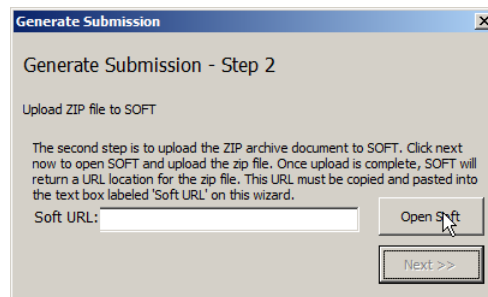 Generate Submission
Generate Submission - Step 2
Upload ZIP file to SOFT
The second step is to upload the ZIP archive document to SOFT. Click next
now to open SOFT and upload the zip file. Once upload is complete, SOFT will
return a URL location for the zip file. This URL must be copied and pasted into
the text box labeled 'Soft URL' on this wizard.
Soft URL:
Open Soft
Next >>